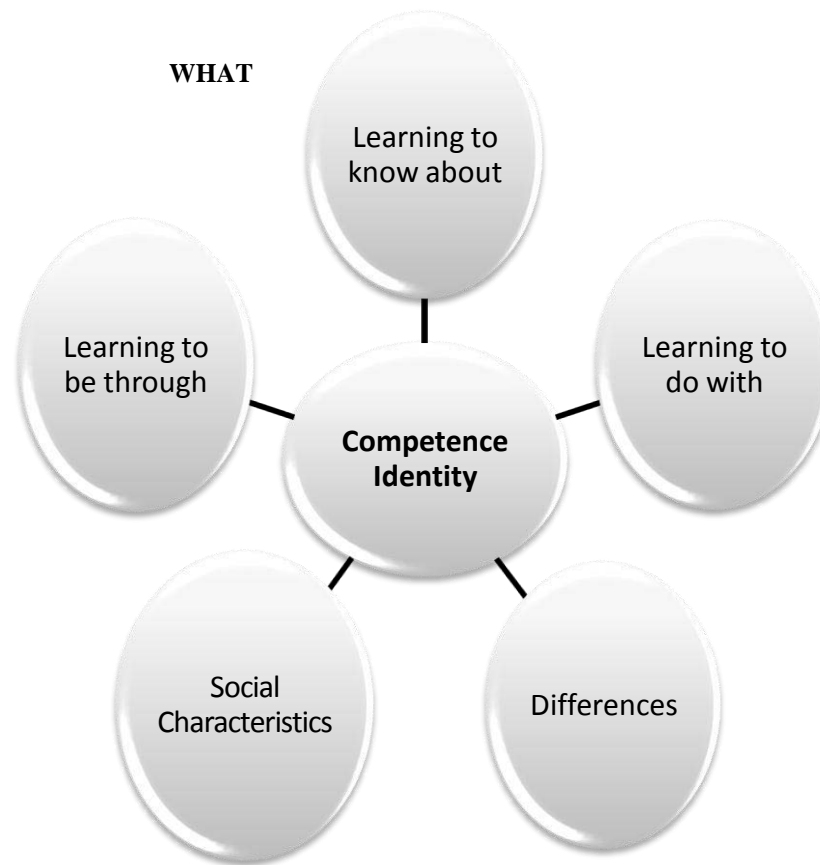 WHAT
Learning to
know about
Learning to
be through
Learning to
do with
Competence
Identity
Social
Characteristics
Differences